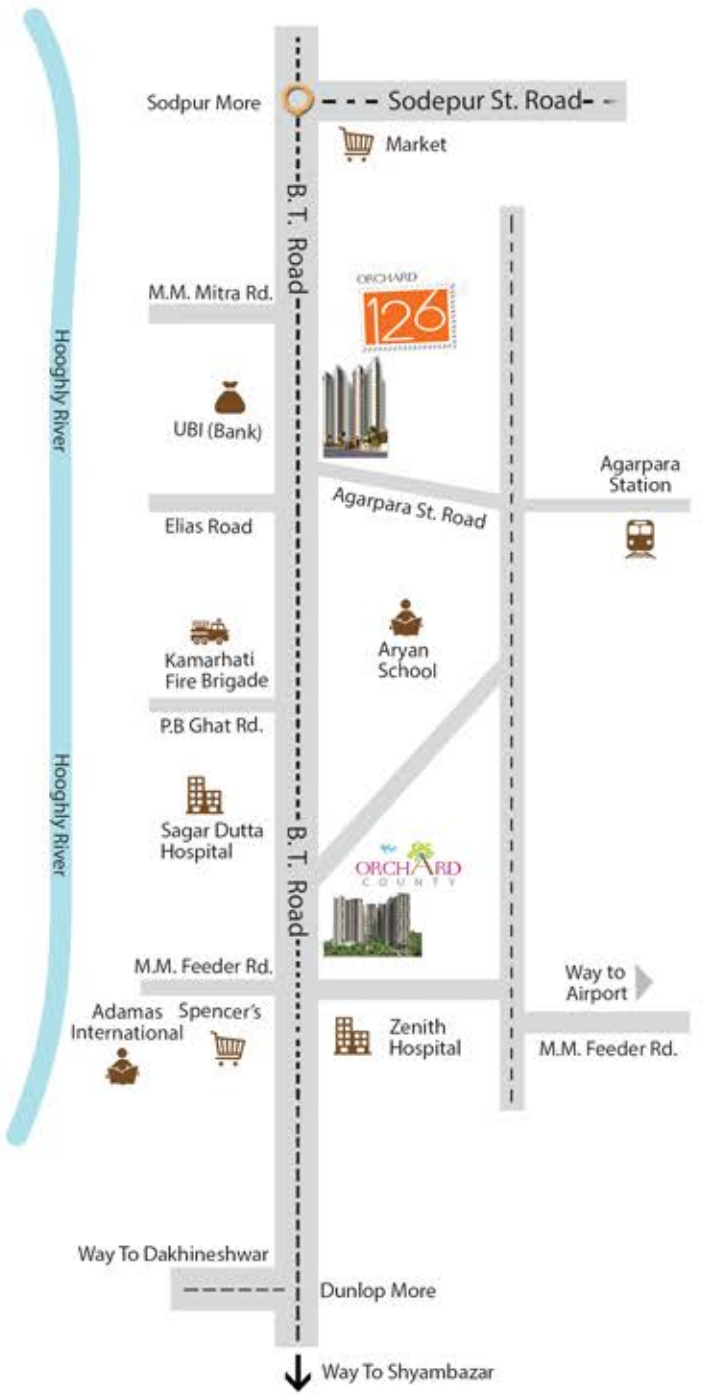 Sodpur More
Sodepur St. Road
Market
B. T. Road
M.M. Mitra Rd.
ORCHARD
126
Hooghly River
UBI (Bank)
Agarpara
Station
Agarpara St. Road
Elias Road
Kamarhati
Fire Brigade
Aryan
School
P.B Ghat Rd.
Hooghly River
Sagar Dutta
Hospital
B. T. Road
ORCHARD
COUNTY
M.M. Feeder Rd.
Way to
Airport
Adamas
International
Spencer's
Zenith
Hospital
M.M. Feeder Rd.
Way To Dakhineshwar
Dunlop More
Way To Shyambazar